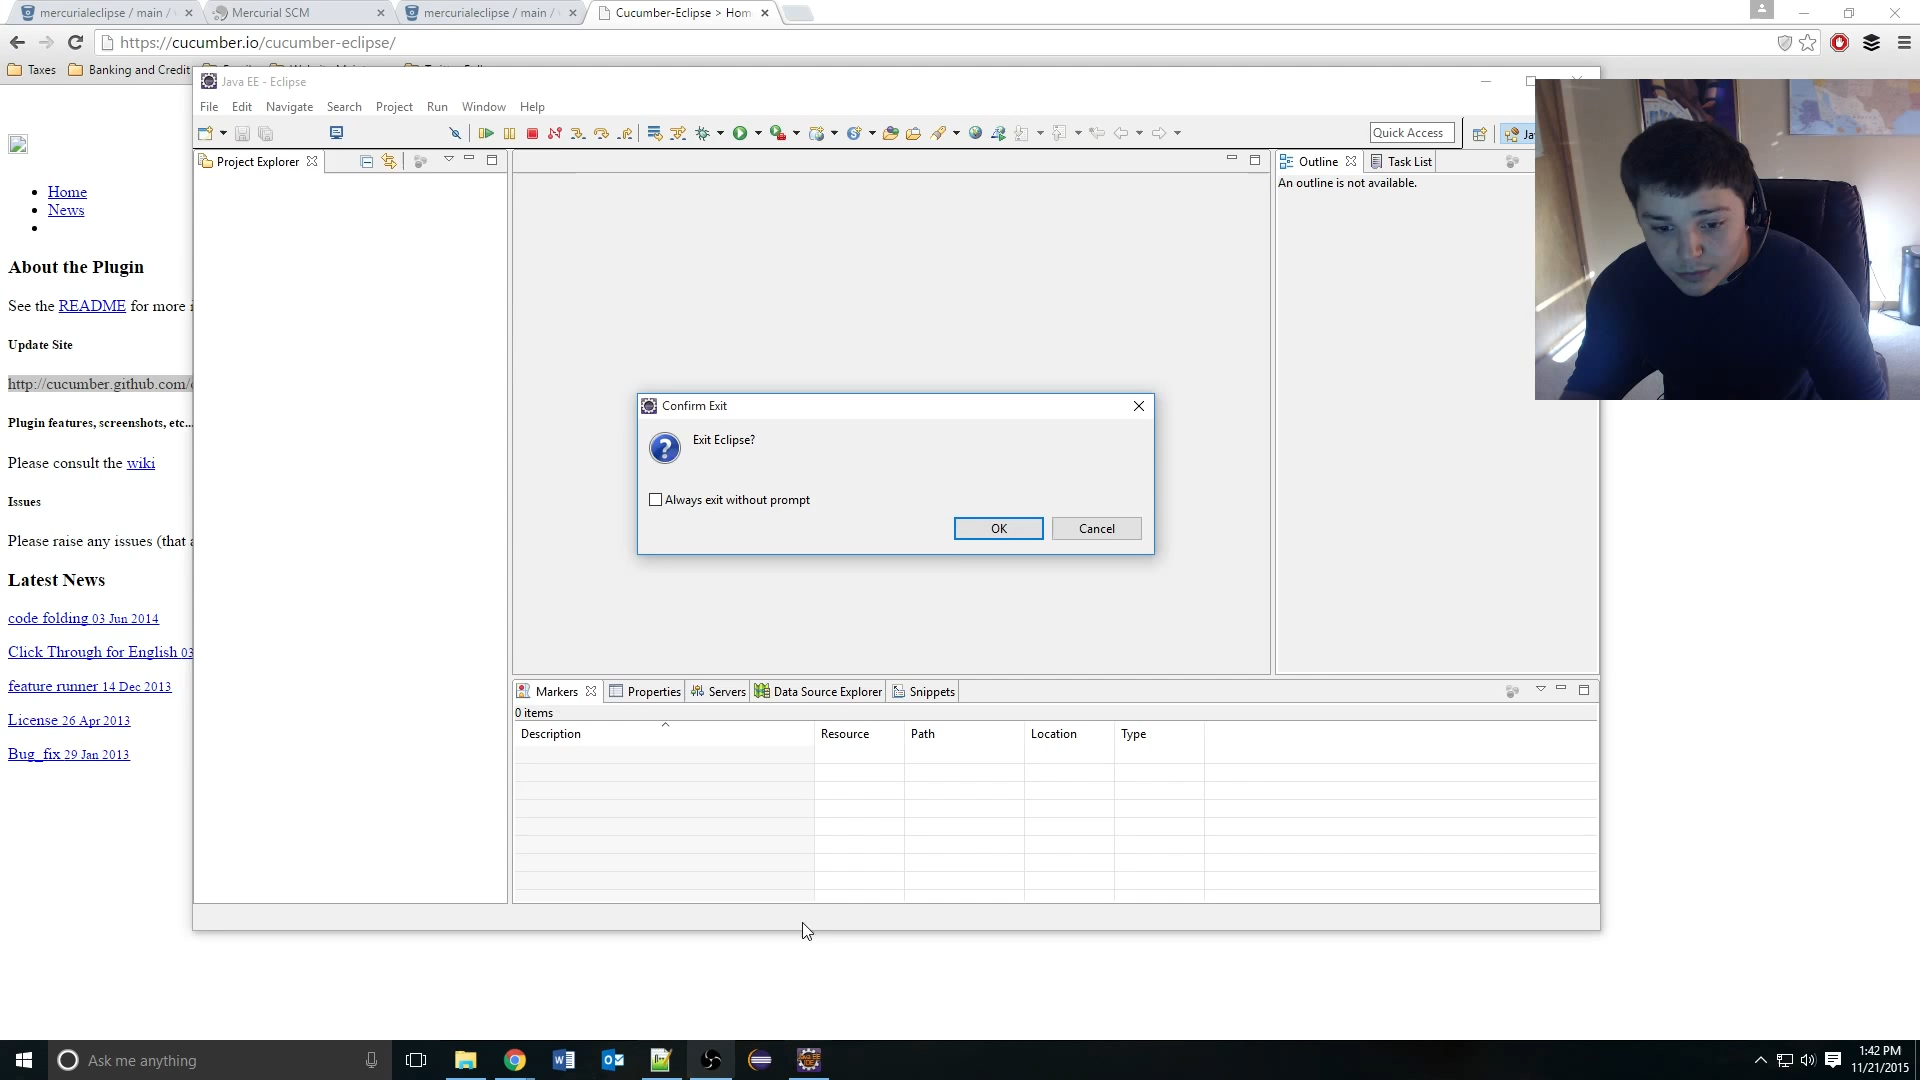 mercurialeclipse / main /
Mercurial SCM
mercurialeclipse / main /
Cucumber-Eclipse > Hom
https://cucumber.io/cucumber-eclipse/
Taxes
Banking and Credit
Java EE - Eclipse
File Edit Navigate Search Project Run Window Help
Quick Access
Project Explorer
Outline
Task List
An outline is not available.
Home
News
About the Plugin
See the README for more
Update Site
http://cucumber.github.com/
Plugin features, screenshots, etc...
Please consult the wiki
Issues
Please raise any issues (that
Latest News
code folding 03 Jun 2014
Click Through for English 03
feature runner 14 Dec 2013
License 26 Apr 2013
Bug_fix 29 Jan 2013
Confirm Exit
Exit Eclipse?
Always exit without prompt
OK
Cancel
Markers
Properties
Servers
Data Source Explorer
Snippets
0 items
Description Resource Path Location Type
Ask me anything
1:42 PM
11/21/2015